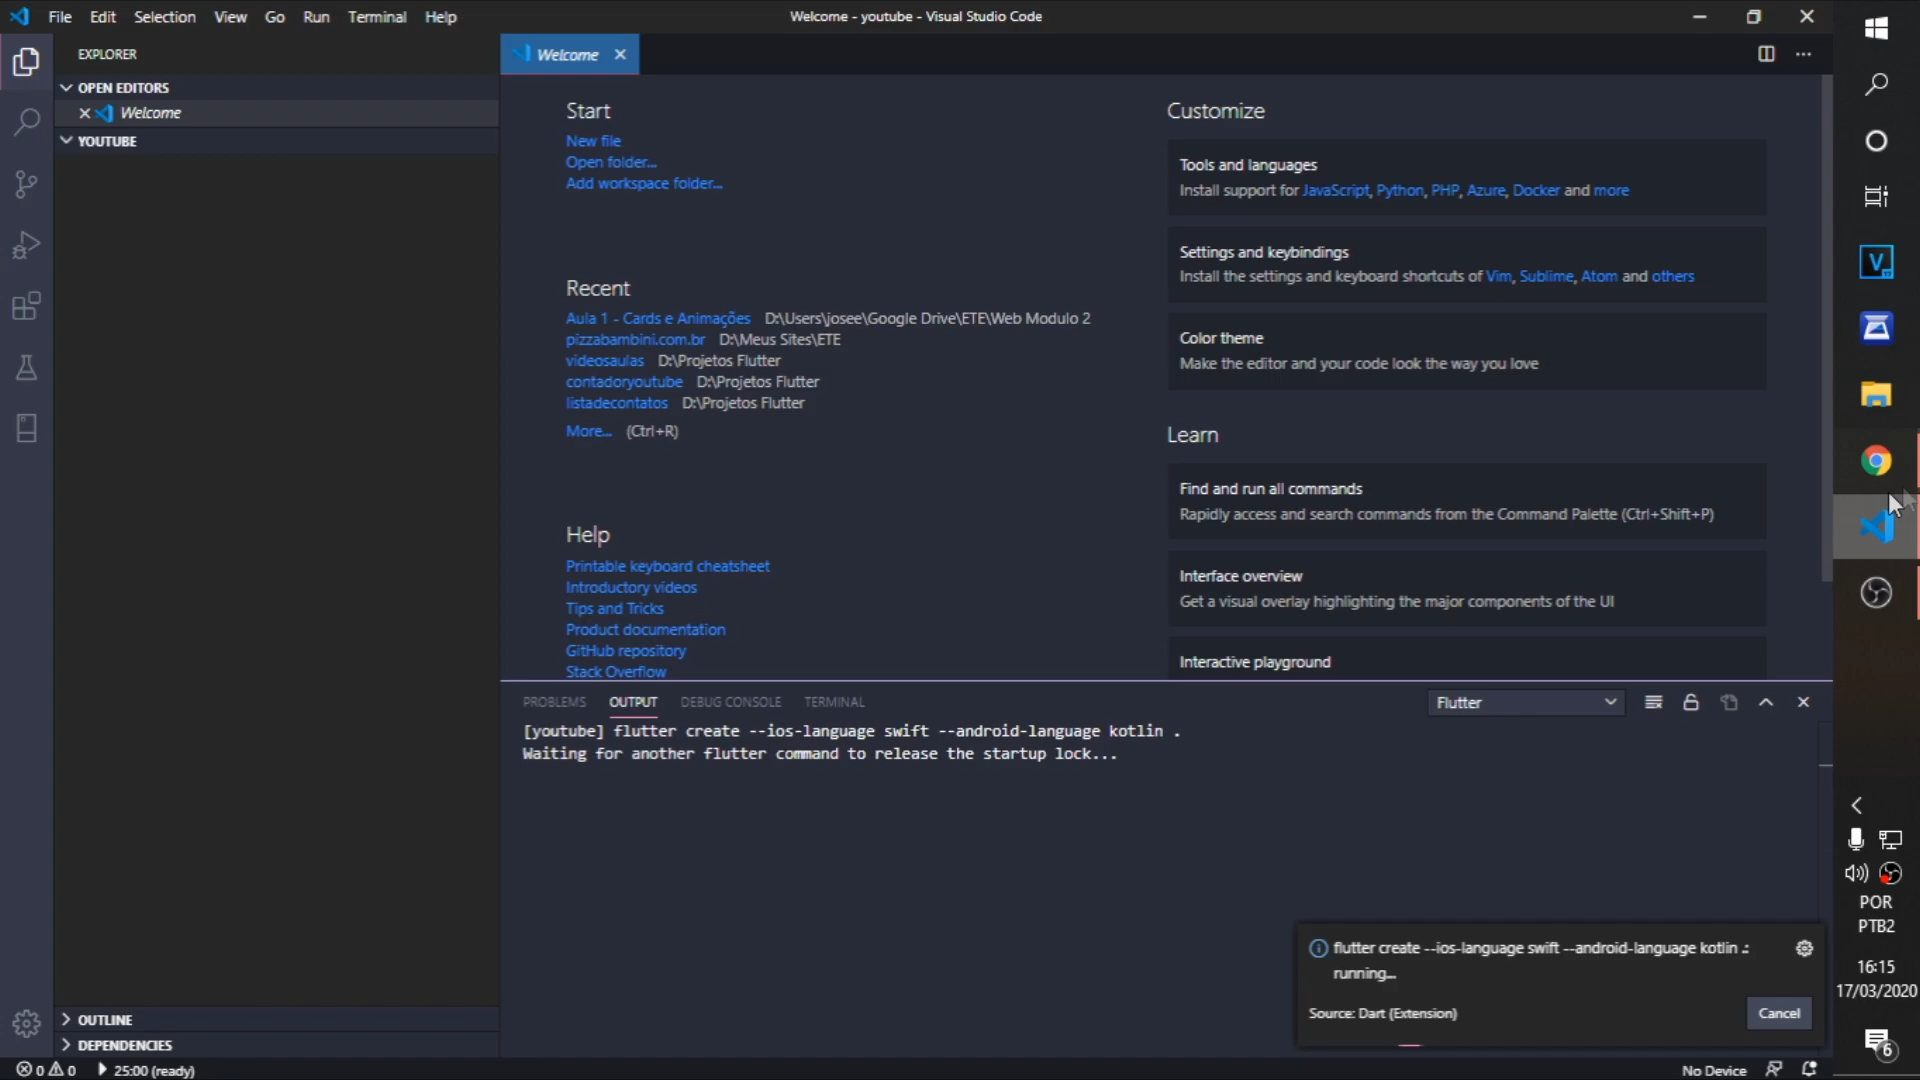 File Edit Selection View Go Run Terminal Help
Welcome - youtube - Visual Studio Code
EXPLORER
OPEN EDITORS
Welcome
YOUTUBE
OUTLINE
DEPENDENCIES
Welcome
Start
New file
Open folder...
Add workspace folder...
Recent
Aula 1 - Cards e Animações D:\Users\josee\Google Drive\ETE\Web Modulo 2
pizzabambini.com.br D:\Meus Sites\ETE
videosaulas D:\Projetos Flutter
contadoryoutube D:\Projetos Flutter
listadecontatos D:\Projetos Flutter
More... (Ctrl+R)
Help
Printable keyboard cheatsheet
Introductory videos
Tips and Tricks
Product documentation
GitHub repository
Stack Overflow
Customize
Tools and languages
Install support for JavaScript, Python, PHP, Azure, Docker and more
Settings and keybindings
Install the settings and keyboard shortcuts of Vim, Sublime, Atom and others
Color theme
Make the editor and your code look the way you love
Learn
Find and run all commands
Rapidly access and search commands from the Command Palette (Ctrl+Shift+P)
Interface overview
Get a visual overlay highlighting the major components of the UI
Interactive playground
PROBLEMS OUTPUT DEBUG CONSOLE TERMINAL
Flutter
[youtube] flutter create --ios-language swift --android-language kotlin .
Waiting for another flutter command to release the startup lock...
flutter create --ios-language swift --android-language kotlin .:
running...
Source: Dart (Extension)
Cancel
0 0 25:00 (ready)
No Device
V
POR
PTB2
16:15
17/03/2020
6